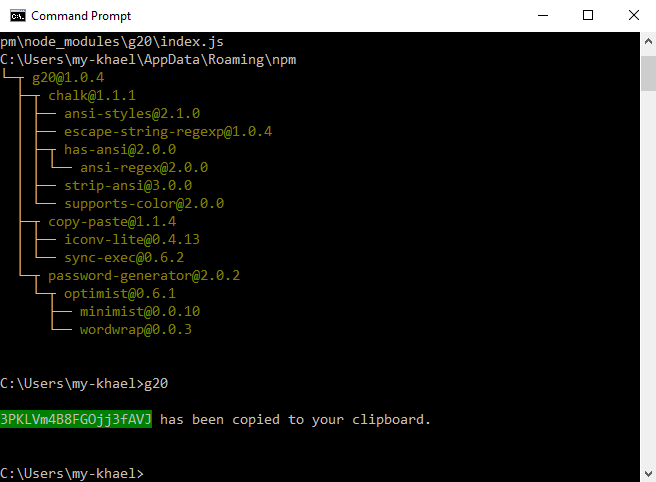 Command Prompt
pm\node_modules\g20\index.js
C:\Users\my-khael\AppData\Roaming\npm
└─┬ g20@1.0.4
  ├─┬ chalk@1.1.1
  │ ├── ansi-styles@2.1.0
  │ ├── escape-string-regexp@1.0.4
  │ ├─┬ has-ansi@2.0.0
  │ │ └── ansi-regex@2.0.0
  │ ├── strip-ansi@3.0.0
  │ └── supports-color@2.0.0
  ├─┬ copy-paste@1.1.4
  │ ├── iconv-lite@0.4.13
  │ └── sync-exec@0.6.2
  └─┬ password-generator@2.0.2
    └─┬ optimist@0.6.1
      ├── minimist@0.0.10
      └── wordwrap@0.0.3
C:\Users\my-khael>g20
3PKLVm4B8FGOjj3fAVJ has been copied to your clipboard.
C:\Users\my-khael>